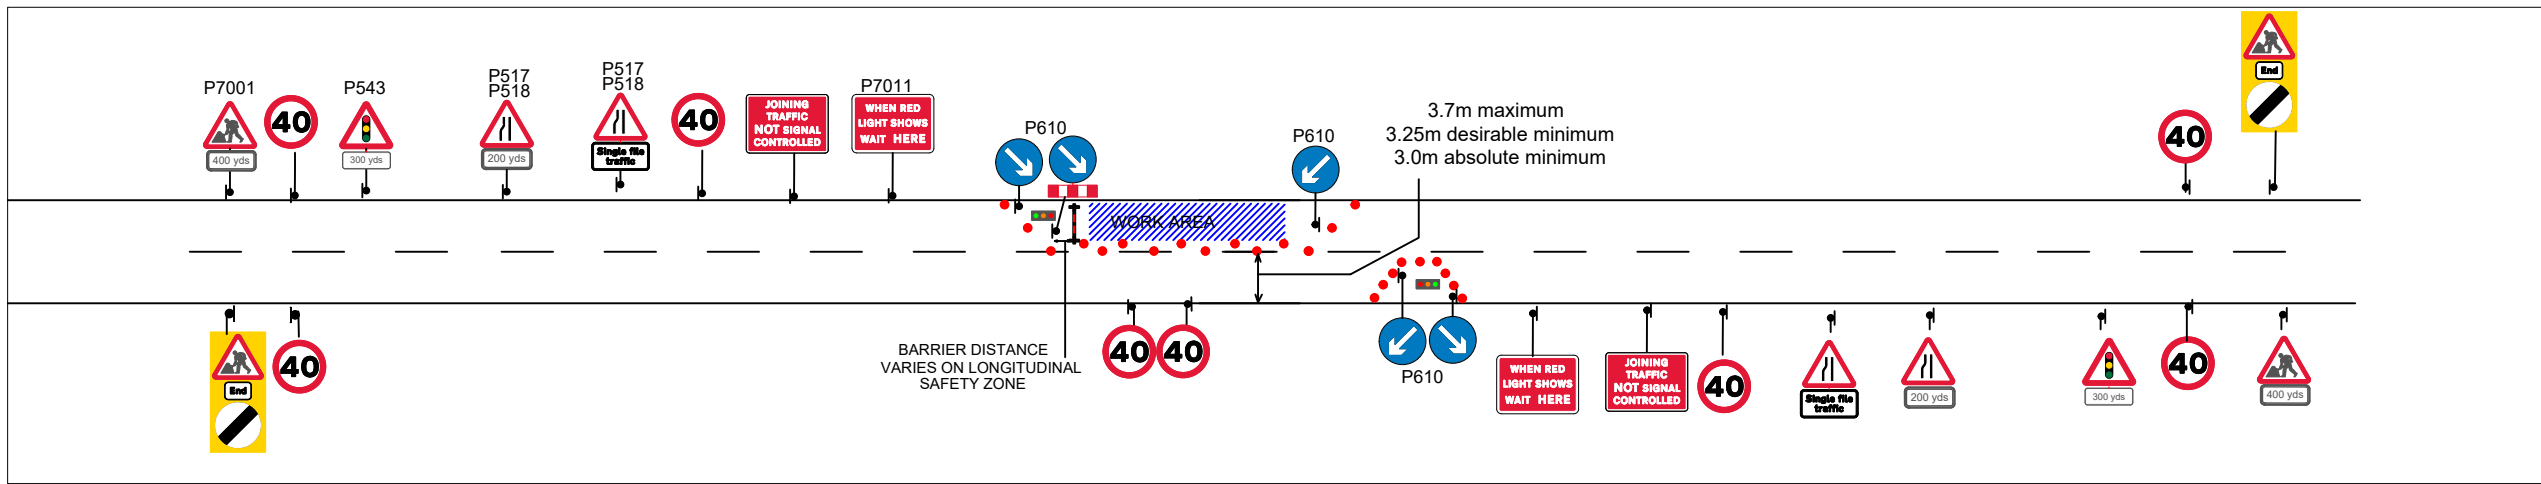 P7001
400 yds
40
P543
300 yds
P517
P518
200 yds
P517
P518
Single file
traffic
40
JOINING
TRAFFIC
NOT SIGNAL
CONTROLLED
P7011
WHEN RED
LIGHT SHOWS
WAIT HERE
P610
P610
3.7m maximum
3.25m desirable minimum
3.0m absolute minimum
40
End
WORK AREA
End
40
BARRIER DISTANCE
VARIES ON LONGITUDINAL
SAFETY ZONE
40
40
P610
WHEN RED
LIGHT SHOWS
WAIT HERE
JOINING
TRAFFIC
NOT SIGNAL
CONTROLLED
40
Single file
traffic
200 yds
300 yds
40
400 yds